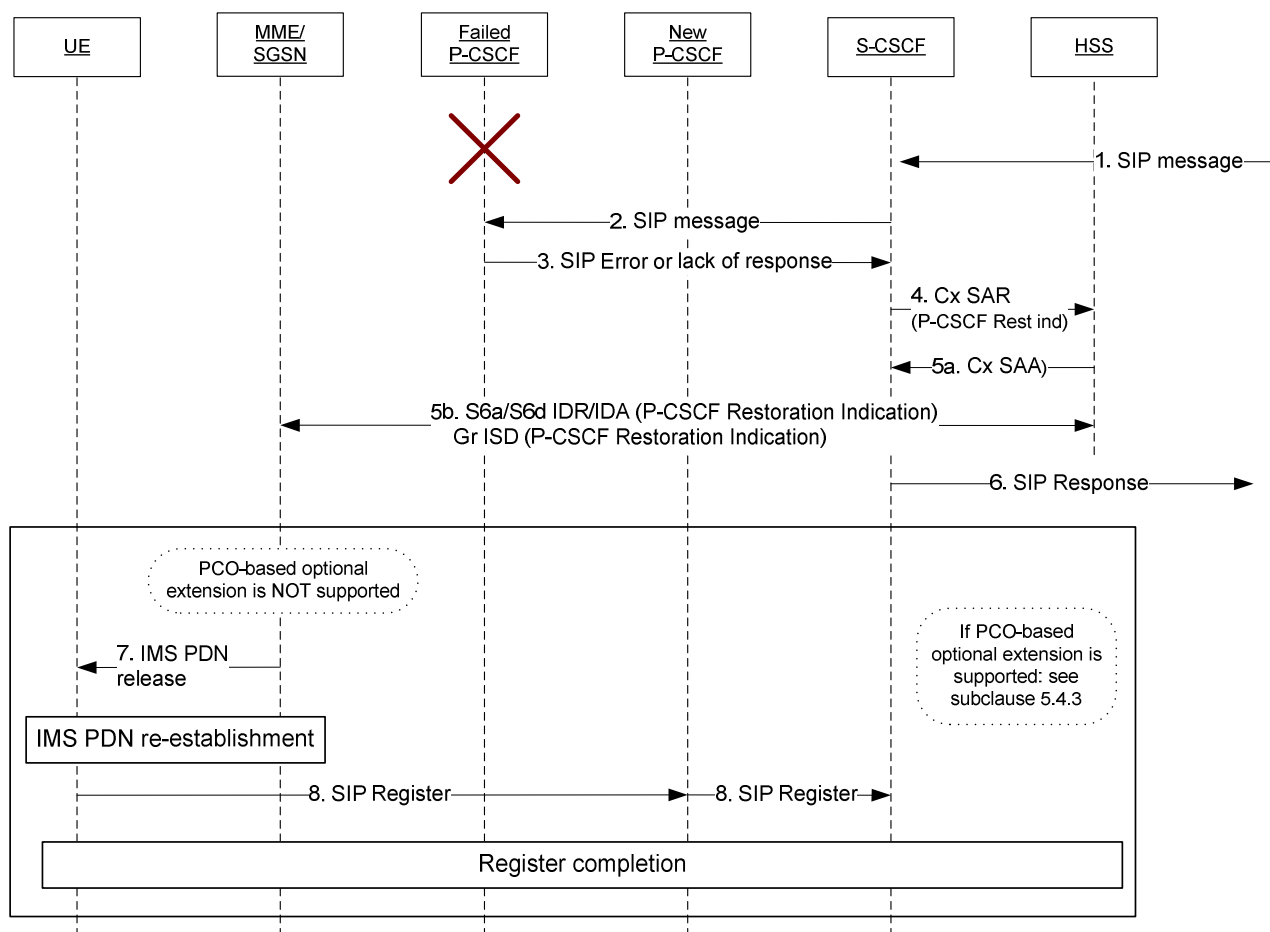 UE
MME/
SGSN
Failed
P-CSCF
New
P-CSCF
S-CSCF
HSS
1. SIP message
2. SIP message
3. SIP Error or lack of response
4. Cx SAR
(P-CSCF Rest ind)
5a. Cx SAA)
5b. S6a/S6d IDR/IDA (P-CSCF Restoration Indication)
Gr ISD (P-CSCF Restoration Indication)
6. SIP Response
PCO-based optional
extension is NOT supported
If PCO-based
optional extension is
supported: see
subclause 5.4.3
7. IMS PDN
release
IMS PDN re-establishment
8. SIP Register
8. SIP Register
Register completion